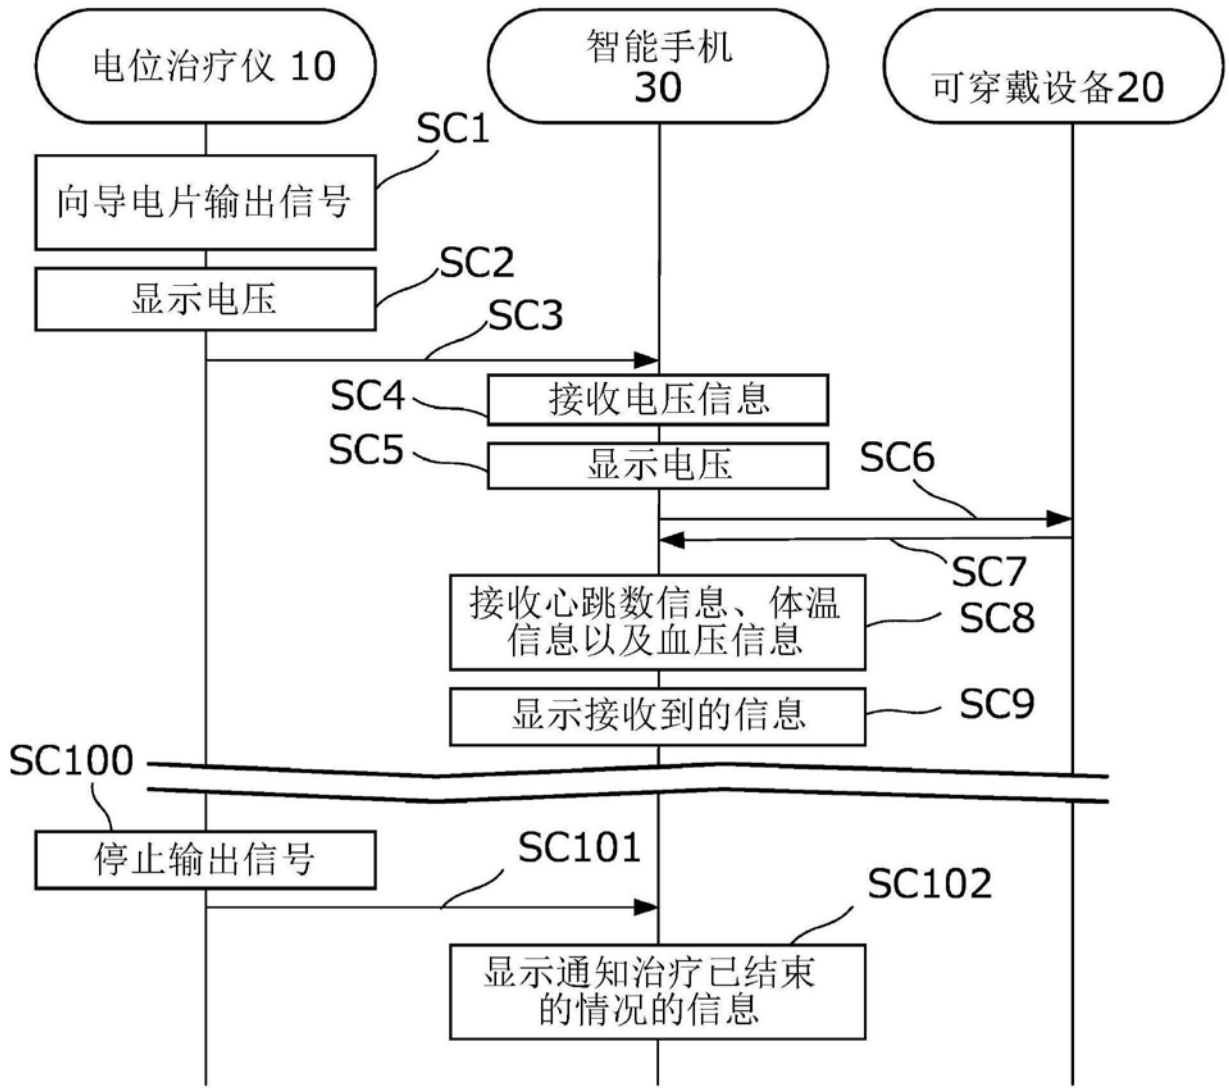 电位治疗仪 10
智能手机
30
可穿戴设备20
SC1
向导电片输出信号
SC2
显示电压
SC3
SC4
接收电压信息
SC5
显示电压
SC6
SC7
接收心跳数信息、体温
信息以及血压信息
SC8
显示接收到的信息
SC9
SC100
停止输出信号
SC101
SC102
显示通知治疗已结束
的情况的信息